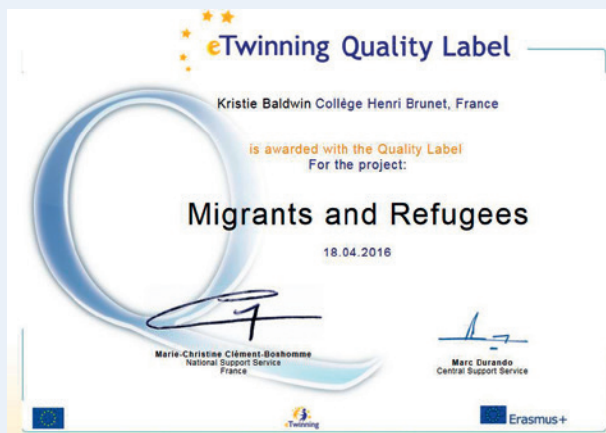 eTwinning Quality Label
Kristie Baldwin Collège Henri Brunet, France
is awarded with the Quality Label
For the project:
Migrants and Refugees
18.04.2016
Marie-Christine Clément-Bonhomme
National Support Service
France
Marc Durando
Central Support Service
eTwinning
Erasmus+